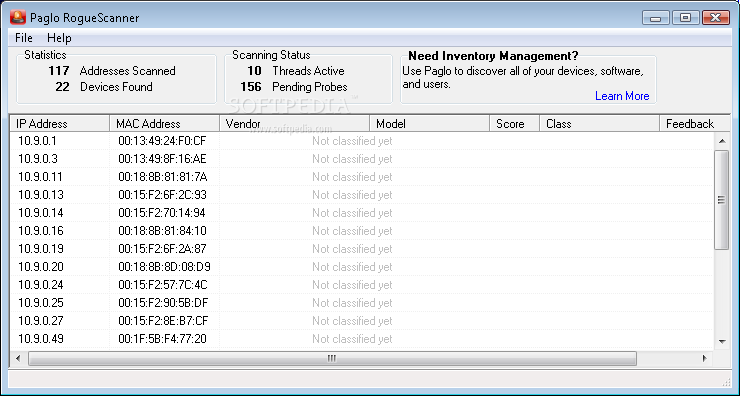 Paglo RogueScanner
File Help
Statistics
117 Addresses Scanned
22 Devices Found
Scanning Status
10 Threads Active
156 Pending Probes
Need Inventory Management?
Use Paglo to discover all of your devices, software,
and users.
Learn More
SOFTPEDIA
www.softpedia.com
IP Address MAC Address Vendor Model Score Class Feedback
10.9.0.1 00:13:49:24:F0:CF Not classified yet
10.9.0.3 00:13:49:8F:16:AE Not classified yet
10.9.0.11 00:18:8B:81:81:7A Not classified yet
10.9.0.13 00:15:F2:6F:2C:93 Not classified yet
10.9.0.14 00:15:F2:70:14:94 Not classified yet
10.9.0.16 00:18:8B:81:84:10 Not classified yet
10.9.0.19 00:15:F2:6F:2A:87 Not classified yet
10.9.0.20 00:18:8B:8D:08:D9 Not classified yet
10.9.0.24 00:15:F2:57:7C:4C Not classified yet
10.9.0.25 00:15:F2:90:5B:DF Not classified yet
10.9.0.27 00:15:F2:8E:B7:CF Not classified yet
10.9.0.49 00:1F:5B:F4:77:20 Not classified yet